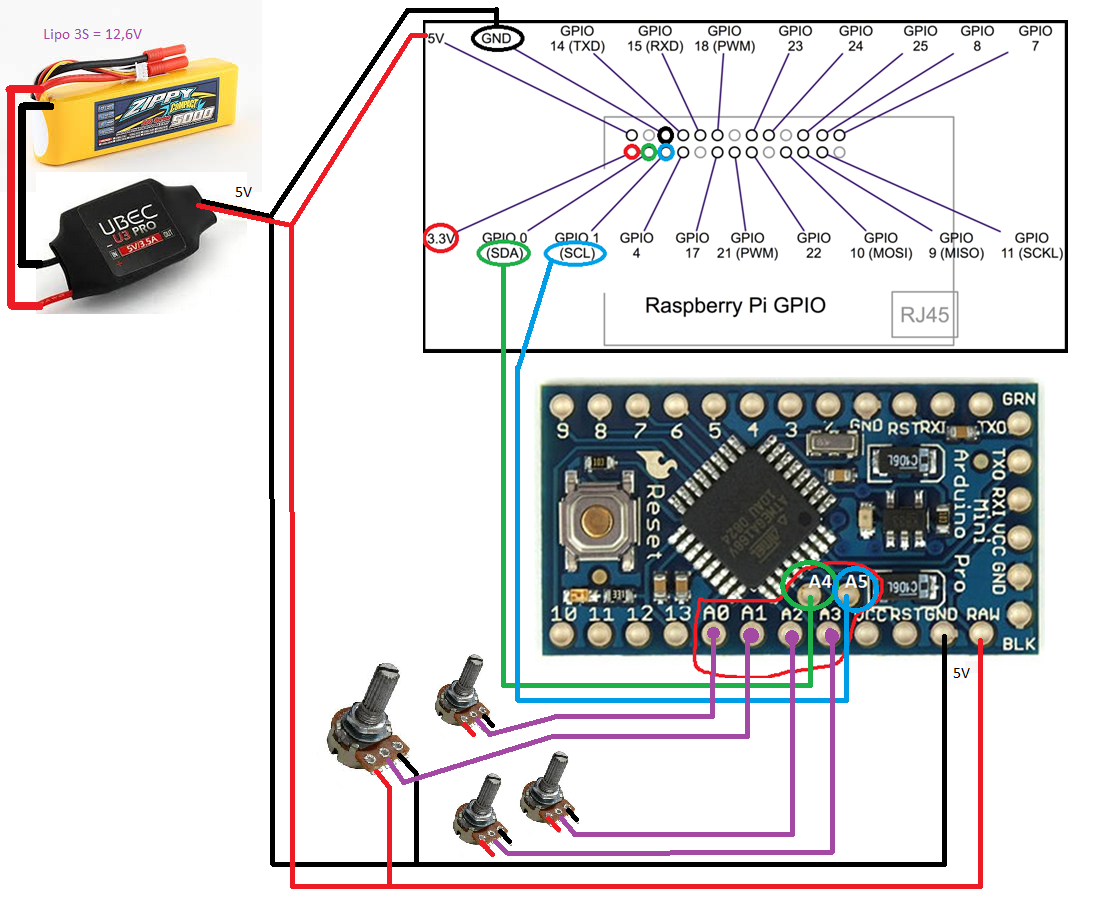 Lipo 3S = 12,6V
ZIPPY
COMPACT
5000
UBEC
U3 PRO
IN 5V/3.5A OUT
5V
5V
GND
GPIO
14 (TXD)
GPIO
15 (RXD)
GPIO
18 (PWM)
GPIO
23
GPIO
24
GPIO
25
GPIO
8
GPIO
7
3.3V
GPIO 0
(SDA)
GPIO 1
(SCL)
GPIO
4
GPIO
17
GPIO
21 (PWM)
GPIO
22
GPIO
10 (MOSI)
GPIO
9 (MISO)
GPIO
11 (SCKL)
Raspberry Pi GPIO
RJ45
9 8 7 6 5 4 3 GND RST RXI TXO
GRN
TXO RXI VCC GND
BLK
Reset
Arduino Pro
Mini
ATMEGA168V
C106L
C106L
A4 A5
10 11 12 13 A0 A1 A2 A3 VCC RST GND RAW
5V